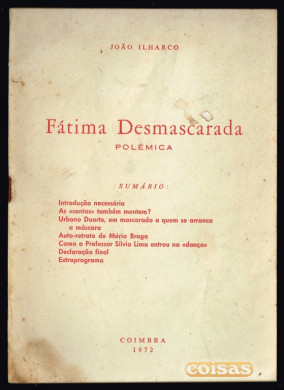 JOÃO ILHARCO
Fátima Desmascarada
POLÉMICA
SUMÁRIO:
Introdução necessária
As «santas» também mentem?
Urbano Duarte, um mascarado a quem se arranca
a máscara
Auto-retrato de Mário Braga
Como o Professor Sílvio Lima entrou na «dança»
Declaração final
Extraprograma
COIMBRA
1972
coisas